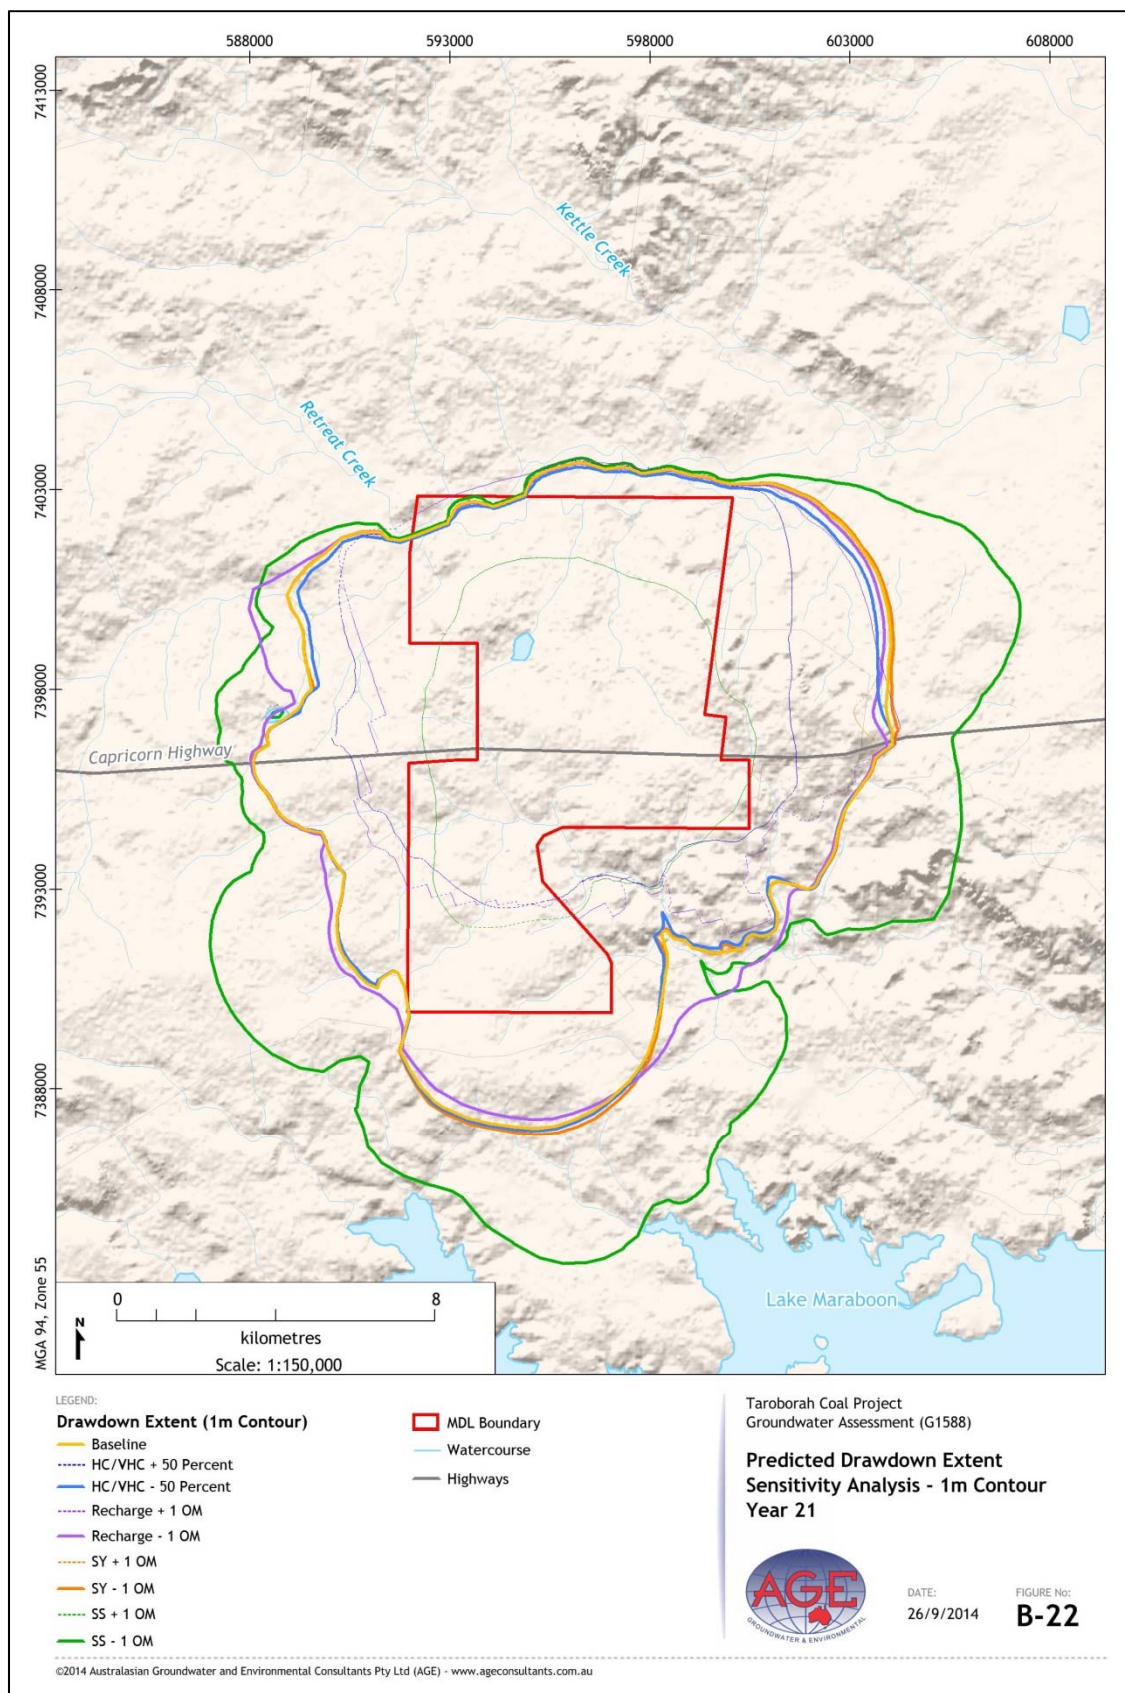 588000
593000
598000
603000
608000
7413000
7408000
7403000
7398000
7393000
7388000
Kettle Creek
Retreat Creek
Capricorn Highway
Lake Maraboon
MGA 94, Zone 55
0
8
N
kilometres
Scale: 1:150,000
LEGEND:
Drawdown Extent (1m Contour)
Baseline
HC/VHC + 50 Percent
HC/VHC - 50 Percent
Recharge + 1 OM
Recharge - 1 OM
SY + 1 OM
SY - 1 OM
SS + 1 OM
SS - 1 OM
MDL Boundary
Watercourse
Highways
Taroborah Coal Project
Groundwater Assessment (G1588)
Predicted Drawdown Extent
Sensitivity Analysis - 1m Contour
Year 21
AGE
GROUNDWATER & ENVIRONMENTAL
DATE:
26/9/2014
FIGURE No:
B-22
©2014 Australasian Groundwater and Environmental Consultants Pty Ltd (AGE) - www.ageconsultants.com.au